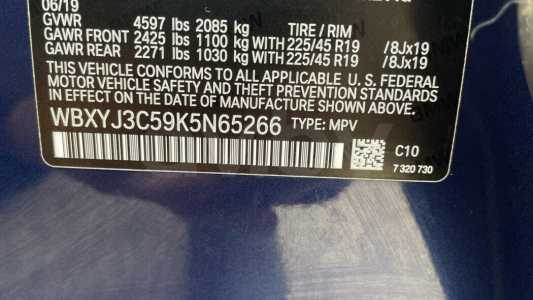 06/19
GVWR 4597 lbs 2085 kg TIRE / RIM
GAWR FRONT 2425 lbs 1100 kg WITH 225/45 R19 /8Jx19
GAWR REAR 2271 lbs 1030 kg WITH 225/45 R19 /8Jx19
THIS VEHICLE CONFORMS TO ALL APPLICABLE U. S. FEDERAL
MOTOR VEHICLE SAFETY AND THEFT PREVENTION STANDARDS
IN EFFECT ON THE DATE OF MANUFACTURE SHOWN ABOVE.
WBXYJ3C59K5N65266 TYPE: MPV
C10
7 320 730